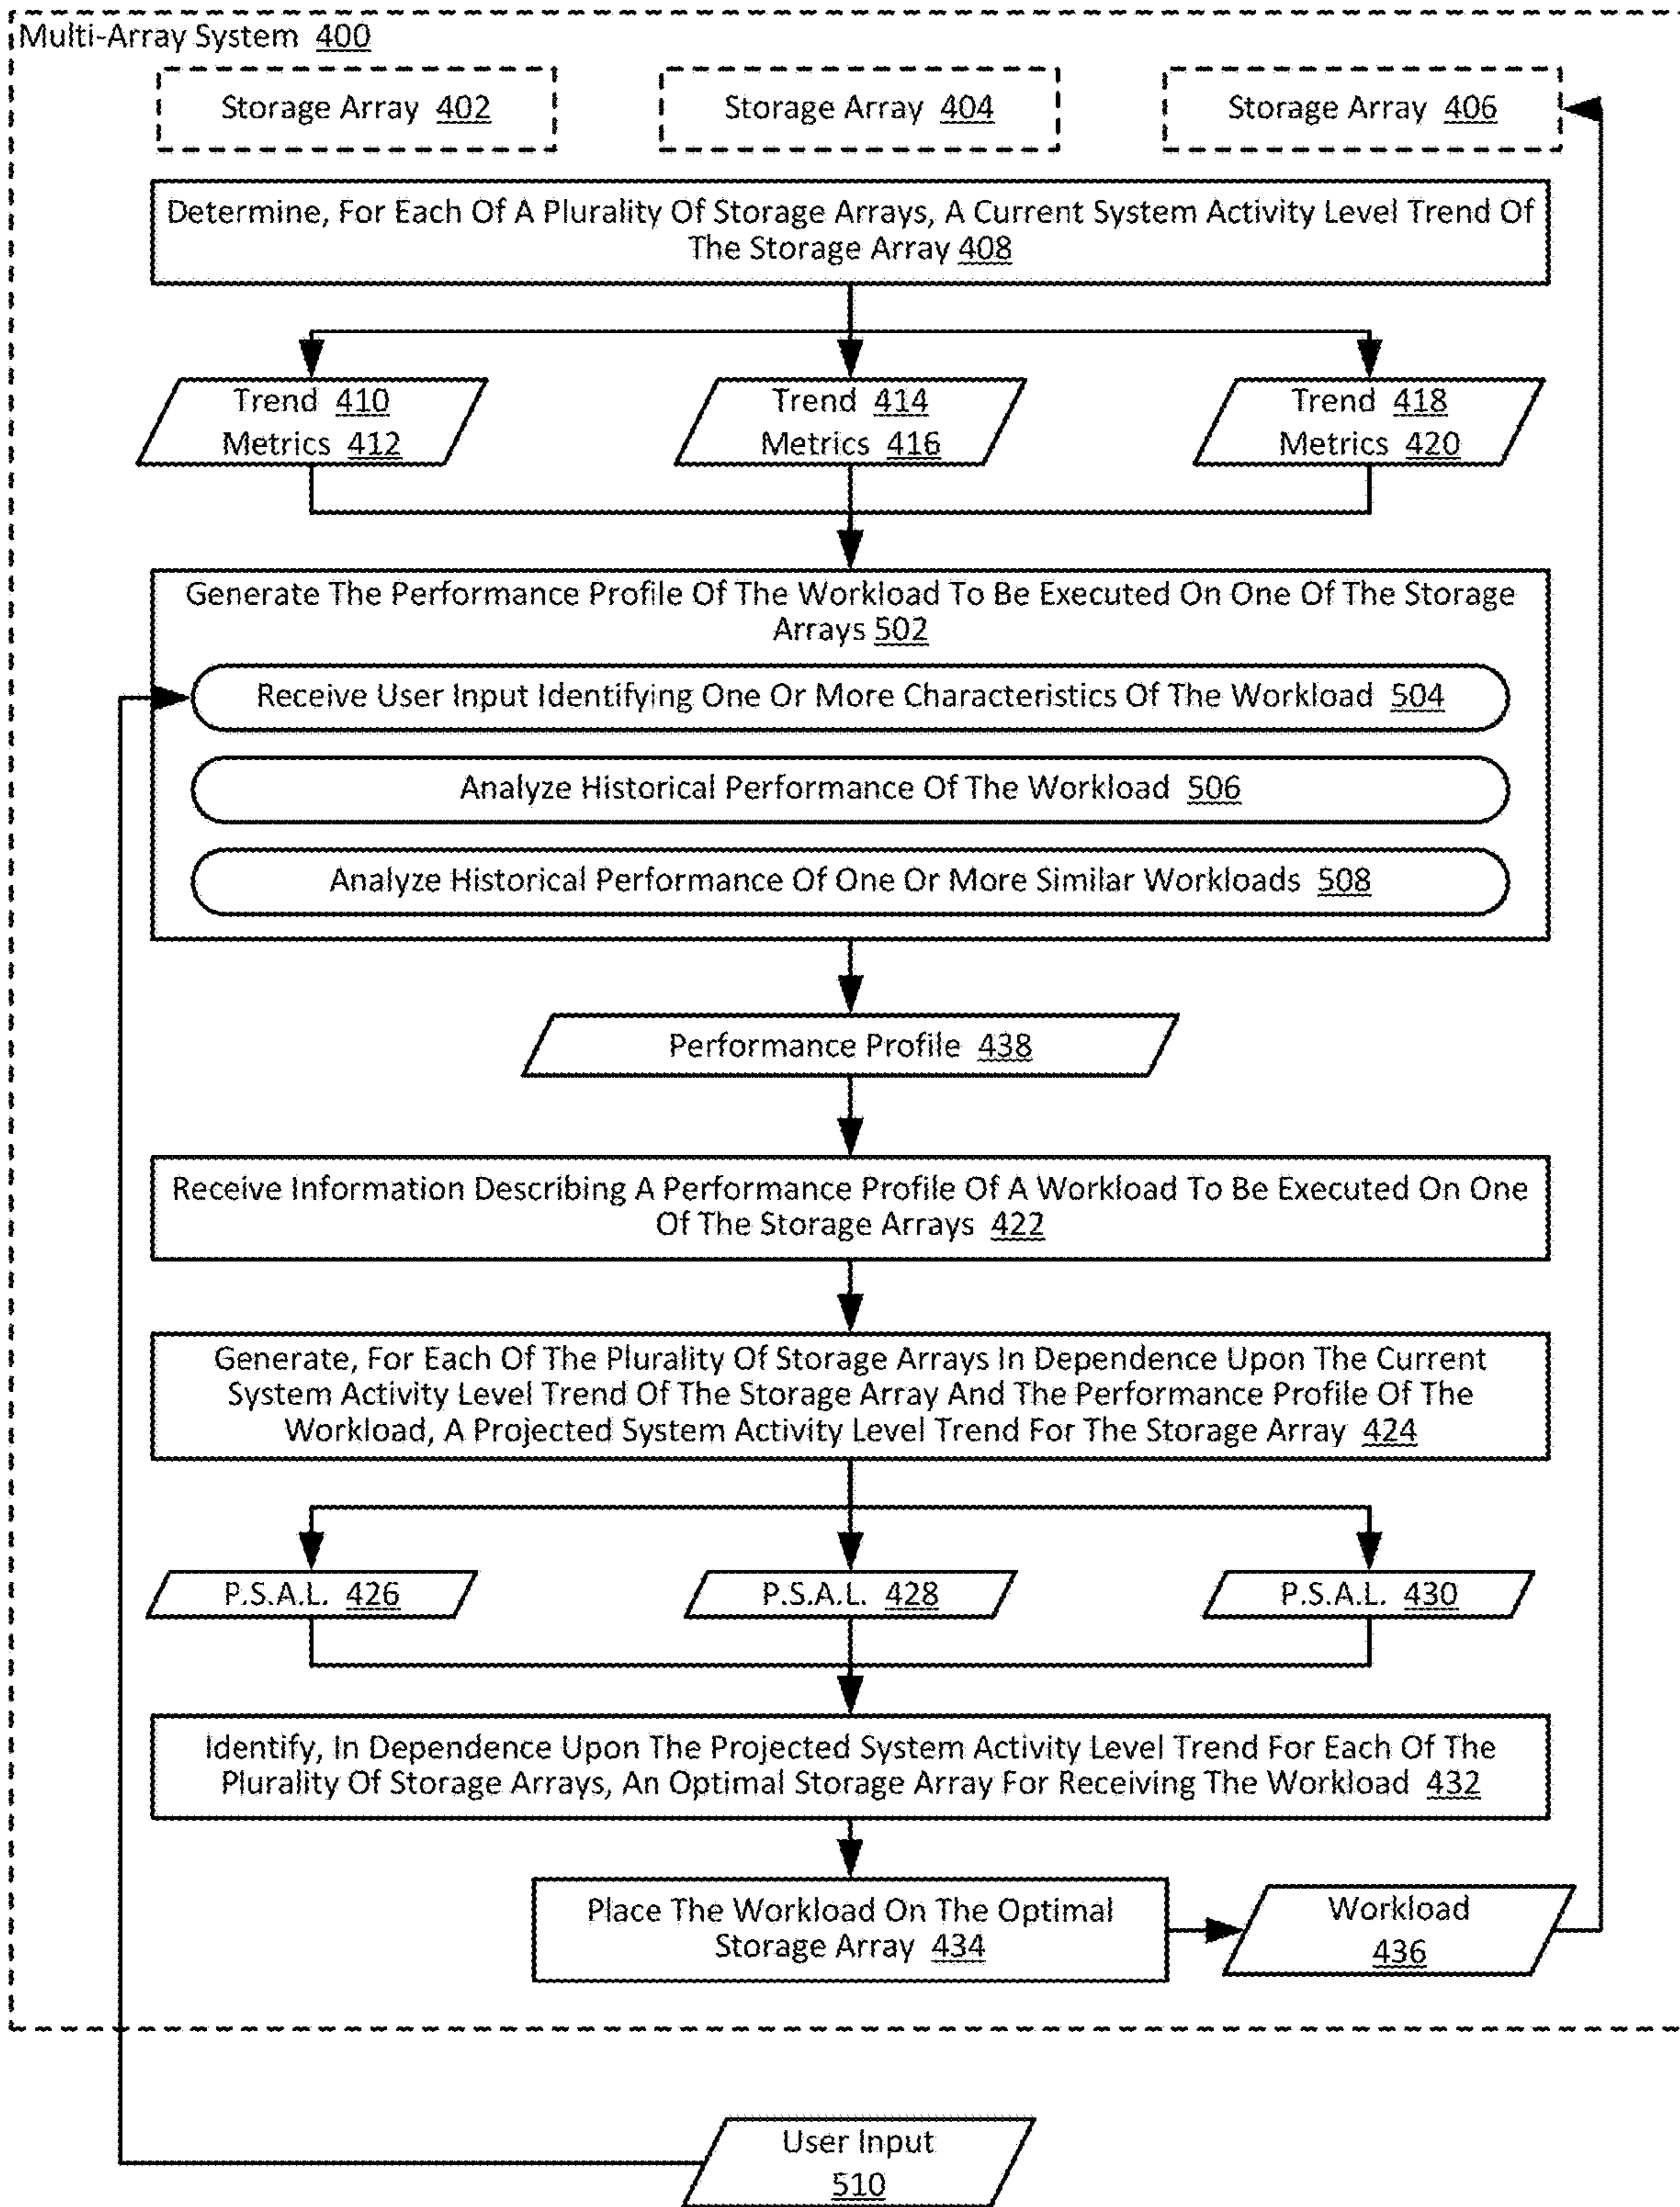 Multi-Array System 400
Storage Array 402
Storage Array 404
Storage Array 406
Determine, For Each Of A Plurality Of Storage Arrays, A Current System Activity Level Trend Of
The Storage Array 408
Trend 410
Metrics 412
Trend 414
Metrics 416
Trend 418
Metrics 420
Generate The Performance Profile Of The Workload To Be Executed On One Of The Storage
Arrays 502
Receive User Input Identifying One Or More Characteristics Of The Workload 504
Analyze Historical Performance Of The Workload 506
Analyze Historical Performance Of One Or More Similar Workloads 508
Performance Profile 438
Receive Information Describing A Performance Profile Of A Workload To Be Executed On One
Of The Storage Arrays 422
Generate, For Each Of The Plurality Of Storage Arrays In Dependence Upon The Current
System Activity Level Trend Of The Storage Array And The Performance Profile Of The
Workload, A Projected System Activity Level Trend For The Storage Array 424
P.S.A.L. 426
P.S.A.L. 428
P.S.A.L. 430
Identify, In Dependence Upon The Projected System Activity Level Trend For Each Of The
Plurality Of Storage Arrays, An Optimal Storage Array For Receiving The Workload 432
Place The Workload On The Optimal
Storage Array 434
Workload
436
User Input
510